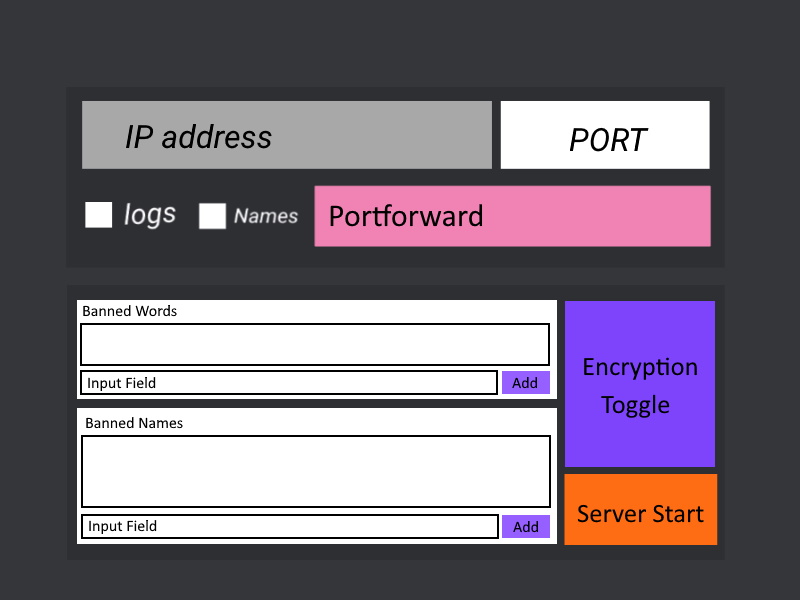 IP address
PORT
logs
Names
Portforward
Banned Words
Input Field
Add
Banned Names
Input Field
Add
Encryption
Toggle
Server Start